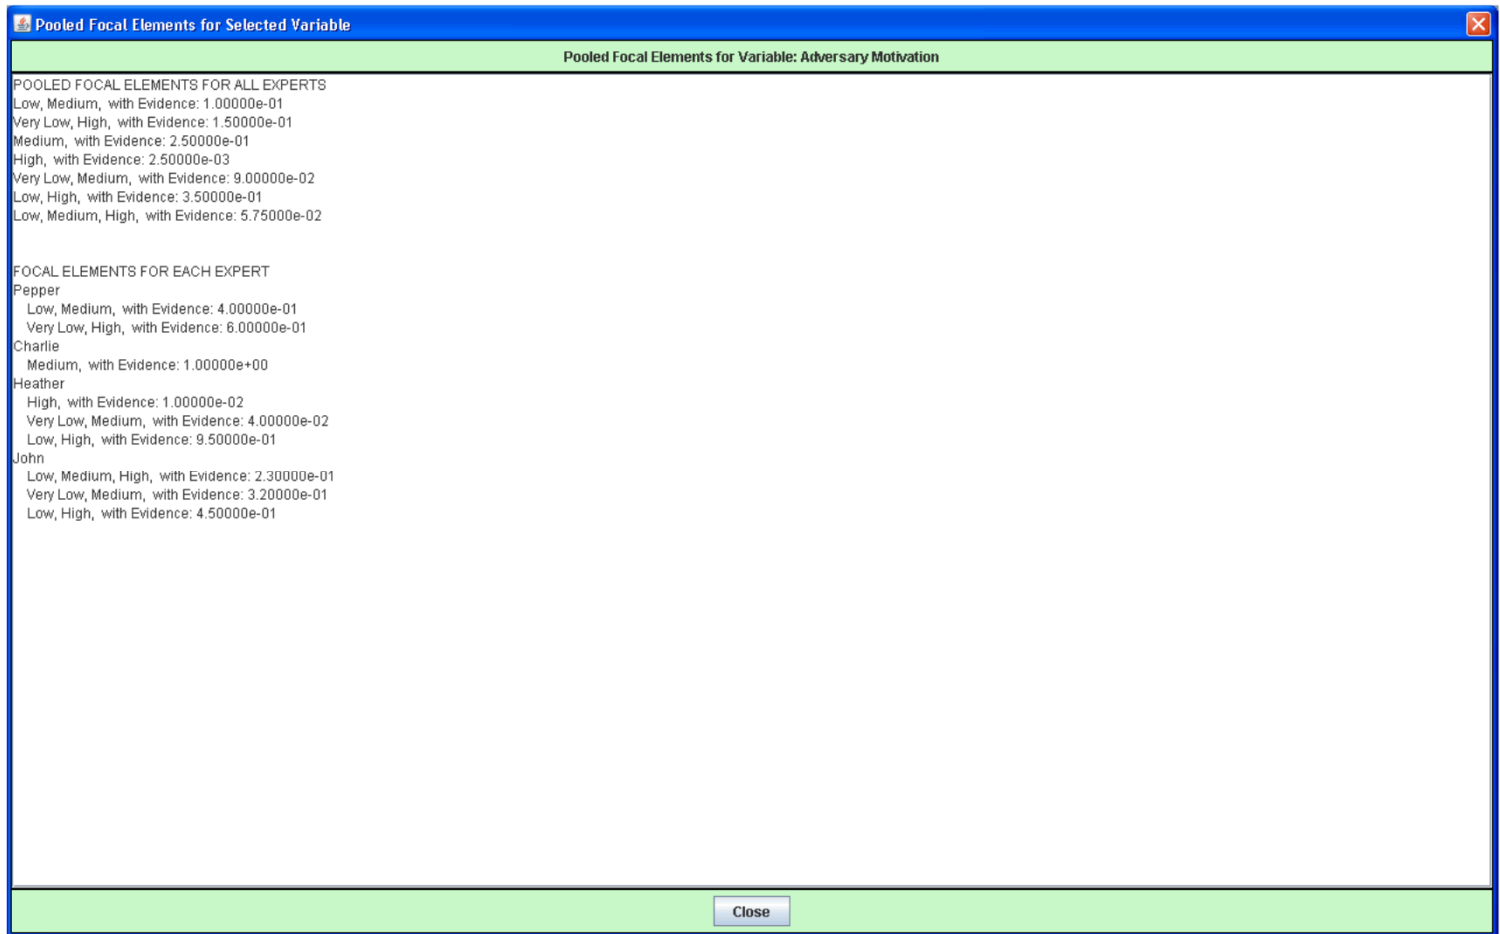 Pooled Focal Elements for Selected Variable
Pooled Focal Elements for Variable: Adversary Motivation
POOLED FOCAL ELEMENTS FOR ALL EXPERTS
Low, Medium,  with Evidence: 1.00000e-01
Very Low, High,  with Evidence: 1.50000e-01
Medium,  with Evidence: 2.50000e-01
High,  with Evidence: 2.50000e-03
Very Low, Medium,  with Evidence: 9.00000e-02
Low, High,  with Evidence: 3.50000e-01
Low, Medium, High,  with Evidence: 5.75000e-02
FOCAL ELEMENTS FOR EACH EXPERT
Pepper
Low, Medium,  with Evidence: 4.00000e-01
Very Low, High,  with Evidence: 6.00000e-01
Charlie
Medium,  with Evidence: 1.00000e+00
Heather
High,  with Evidence: 1.00000e-02
Very Low, Medium,  with Evidence: 4.00000e-02
Low, High,  with Evidence: 9.50000e-01
John
Low, Medium, High,  with Evidence: 2.30000e-01
Very Low, Medium,  with Evidence: 3.20000e-01
Low, High,  with Evidence: 4.50000e-01
Close